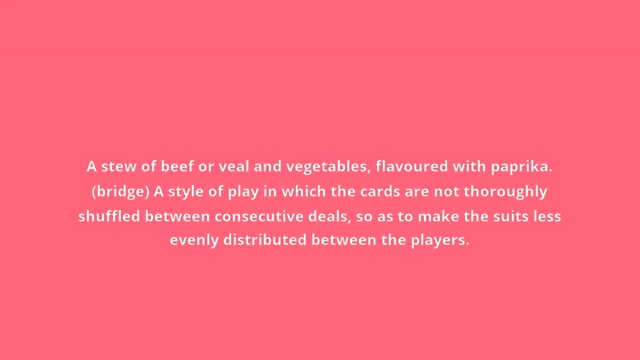 A stew of beef or veal and vegetables, flavoured with paprika.
(bridge) A style of play in which the cards are not thoroughly
shuffled between consecutive deals, so as to make the suits less
evenly distributed between the players.